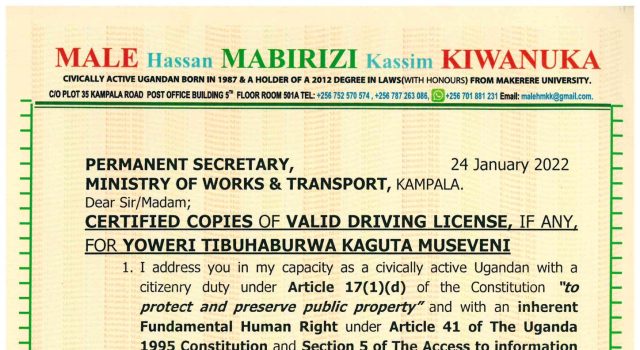 MALE Hassan MABIRIZI Kassim KIWANUKA
CIVICALLY ACTIVE UGANDAN BORN IN 1987 & A HOLDER OF A 2012 DEGREE IN LAWS(WITH HONOURS) FROM MAKERERE UNIVERSITY.
C/O PLOT 35 KAMPALA ROAD POST OFFICE BUILDING 5th FLOOR ROOM 501A TEL: +256 752 570 574 , +256 787 263 086, +256 701 881 231 Email: malehmkk@gmail.com.
PERMANENT SECRETARY, 24 January 2022
MINISTRY OF WORKS & TRANSPORT, KAMPALA.
Dear Sir/Madam;
CERTIFIED COPIES OF VALID DRIVING LICENSE, IF ANY,
FOR YOWERI TIBUHABURWA KAGUTA MUSEVENI
1. I address you in my capacity as a civically active Ugandan with a
citizenry duty under Article 17(1)(d) of the Constitution "to
protect and preserve public property" and with an inherent
Fundamental Human Right under Article 41 of The Uganda
1995 Constitution and Section 5 of The Access to information